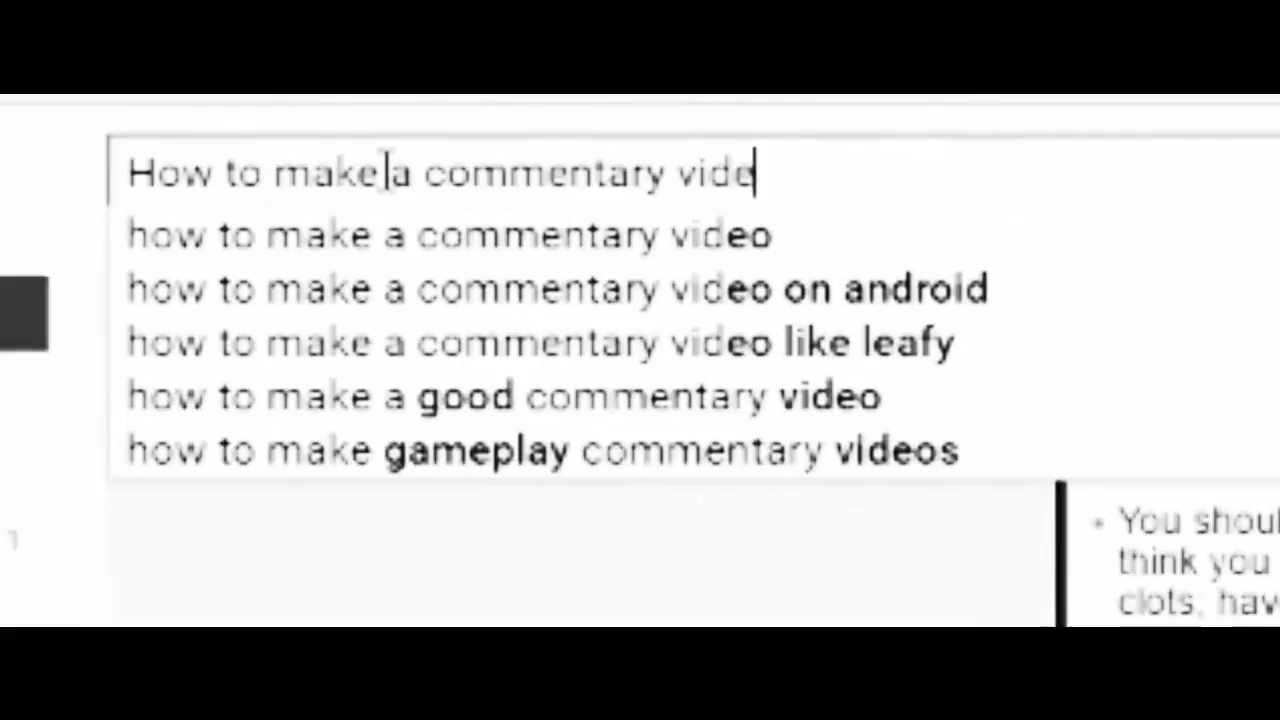 How to make a commentary vide
how to make a commentary video
how to make a commentary video on android
how to make a commentary video like leafy
how to make a good commentary video
how to make gameplay commentary videos
1
• You shoul
think you
clots, hav